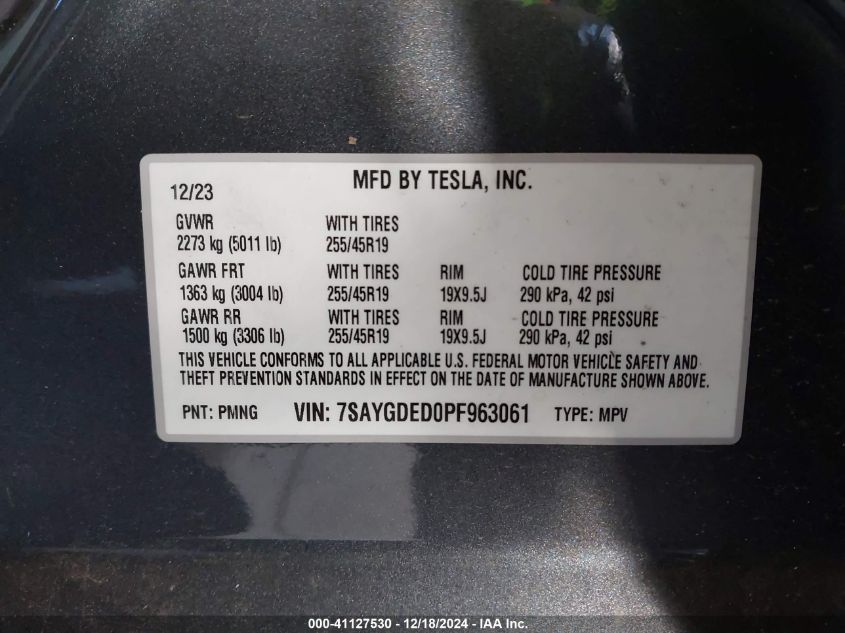 MFD BY TESLA, INC.
12/23
GVWR WITH TIRES
2273 kg (5011 lb) 255/45R19
GAWR FRT WITH TIRES RIM COLD TIRE PRESSURE
1363 kg (3004 lb) 255/45R19 19X9.5J 290 kPa, 42 psi
GAWR RR WITH TIRES RIM COLD TIRE PRESSURE
1500 kg (3306 lb) 255/45R19 19X9.5J 290 kPa, 42 psi
THIS VEHICLE CONFORMS TO ALL APPLICABLE U.S. FEDERAL MOTOR VEHICLE SAFETY AND
THEFT PREVENTION STANDARDS IN EFFECT ON THE DATE OF MANUFACTURE SHOWN ABOVE.
PNT: PMNG VIN: 7SAYGDED0PF963061 TYPE: MPV
000-41127530 - 12/18/2024 - IAA Inc.